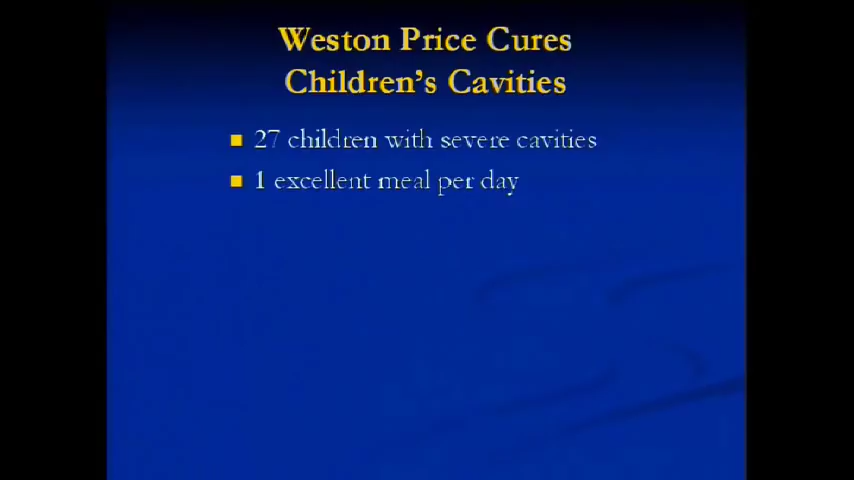 Weston Price Cures
Children's Cavities
27 children with severe cavities
1 excellent meal per day